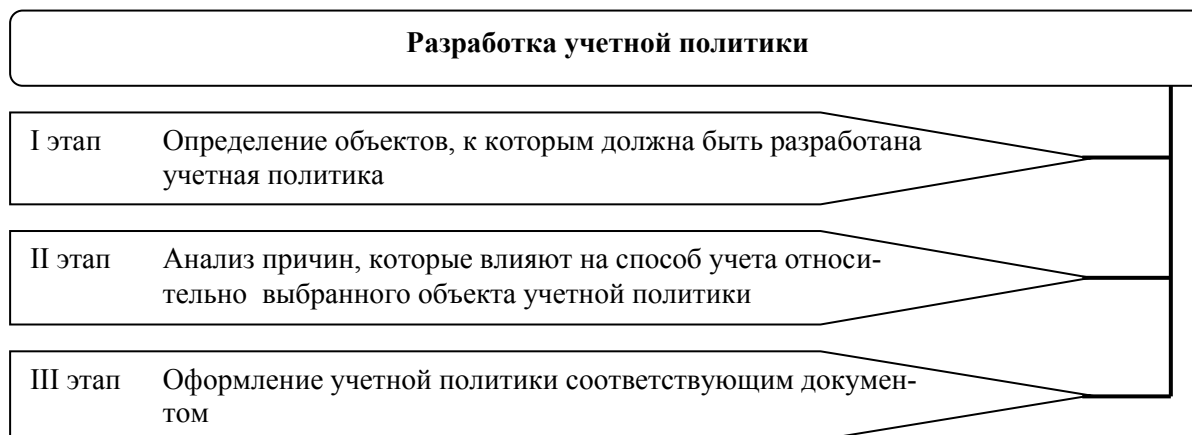 Разработка учетной политики
I этап Определение объектов, к которым должна быть разработана
учетная политика
II этап Анализ причин, которые влияют на способ учета относи-
тельно выбранного объекта учетной политики
III этап Оформление учетной политики соответствующим докумен-
том